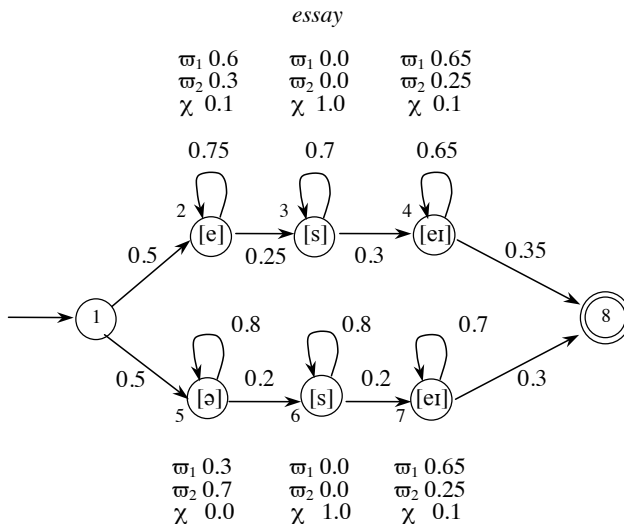 essay
ϖ1 0.6 ϖ1 0.0 ϖ1 0.65
ϖ2 0.3 ϖ2 0.0 ϖ2 0.25
χ 0.1 χ 1.0 χ 0.1
0.75 0.7 0.65
2 3 4
[e] [s] [eɪ]
0.5 0.25 0.3 0.35
1 8
0.8 0.8 0.7
0.5 0.2 0.2 0.3
[ə] [s] [eɪ]
5 6 7
ϖ1 0.3 ϖ1 0.0 ϖ1 0.65
ϖ2 0.7 ϖ2 0.0 ϖ2 0.25
χ 0.0 χ 1.0 χ 0.1